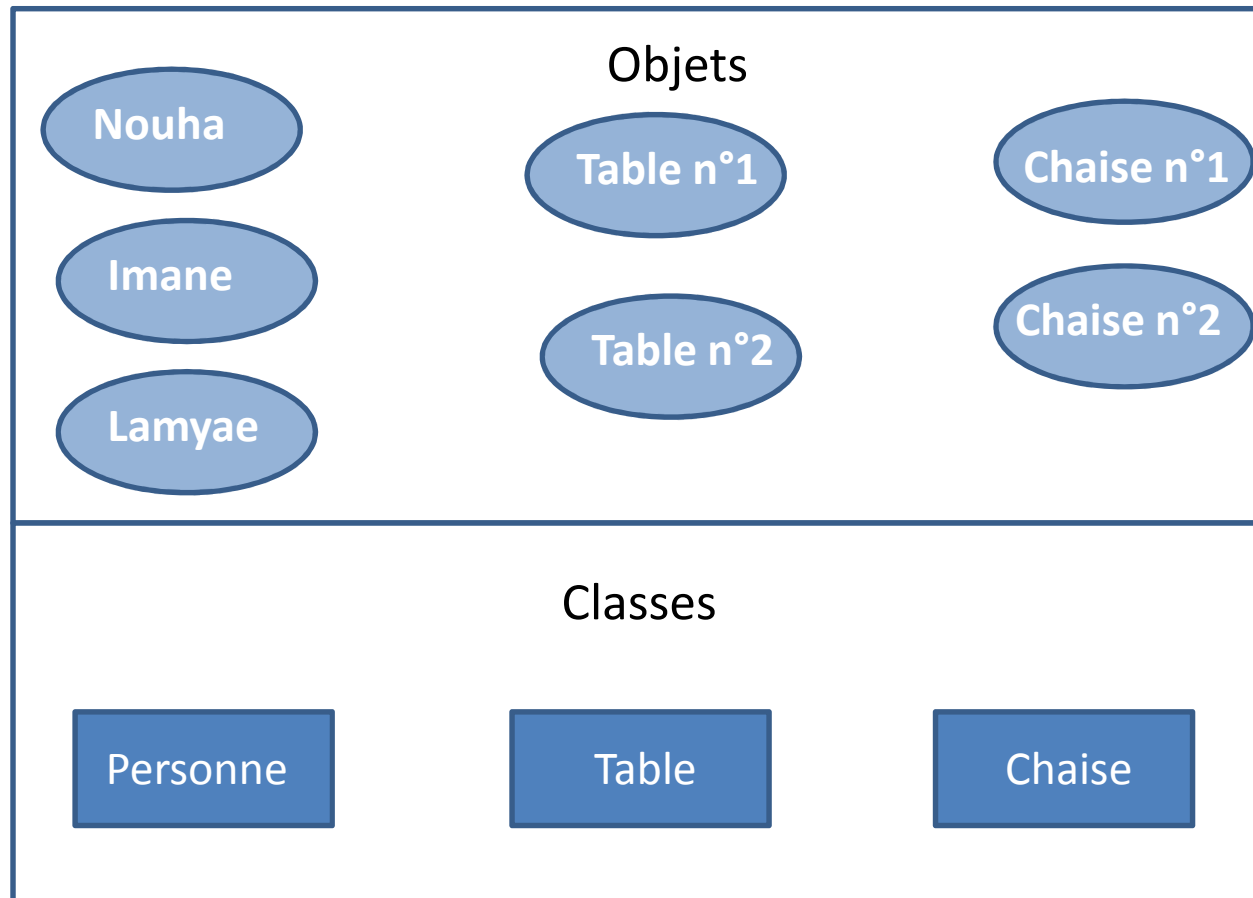 Objets
Nouha
Imane
Lamyae
Table n°1
Table n°2
Chaise n°1
Chaise n°2
Classes
Personne
Table
Chaise